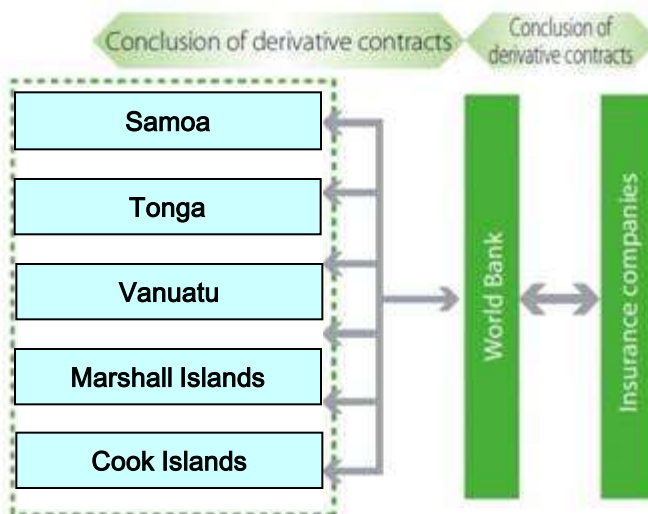 Conclusion of derivative contracts
Conclusion of
derivative contracts
Samoa
Tonga
Vanuatu
Marshall Islands
Cook Islands
World Bank
Insurance companies